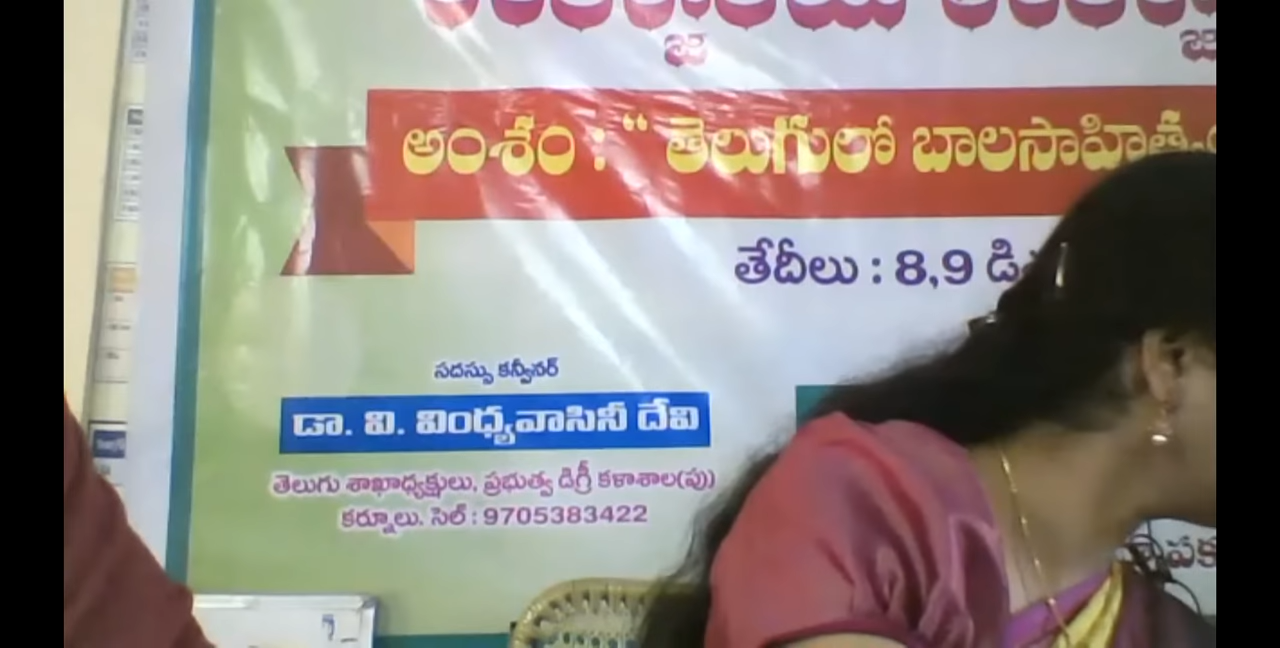 అంశం : " తెలుగులో బాలసాహిత్యం
తేదీలు : 8,9
సదస్సు కన్వీనర్
డా. వి. వింధ్యవాసినీ దేవి
తెలుగు శాఖాధ్యక్షులు, ప్రభుత్వ డిగ్రీ కళాశాల(పు)
కర్నూలు. సెల్ : 9705383422